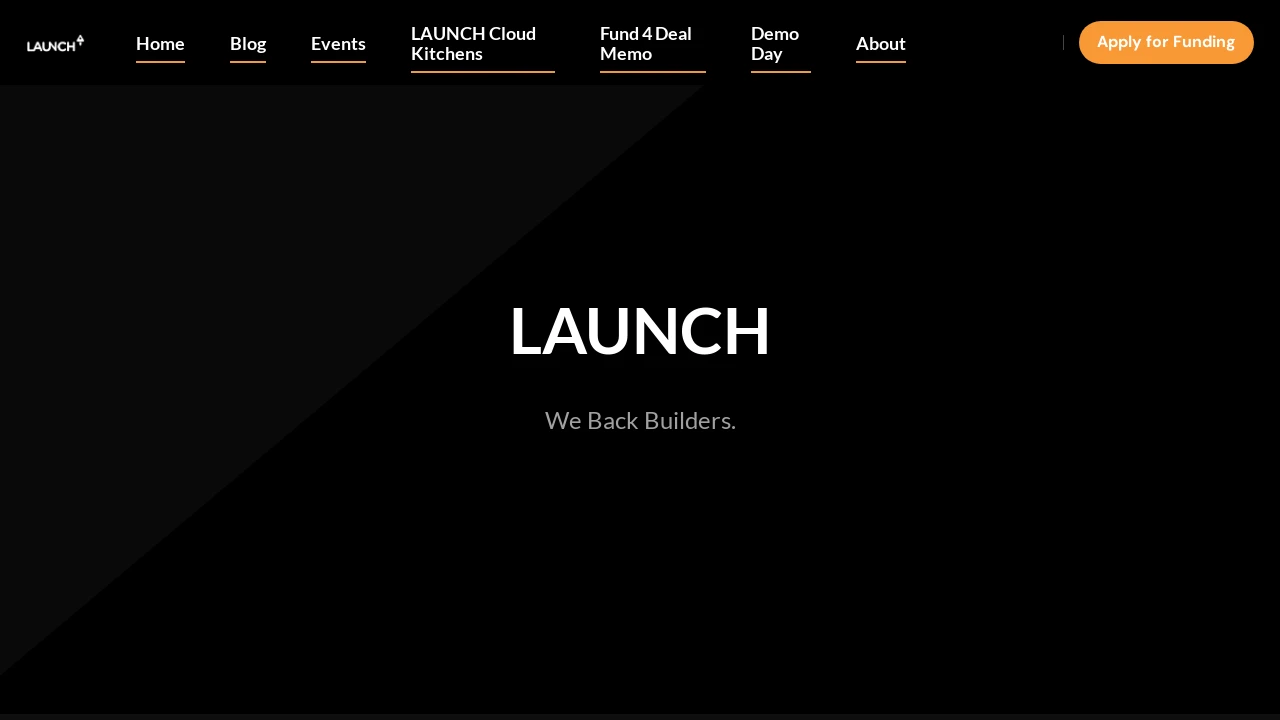 LAUNCH
Home
Blog
Events
LAUNCH Cloud
Kitchens
Fund 4 Deal
Memo
Demo
Day
About
Apply for Funding
LAUNCH
We Back Builders.